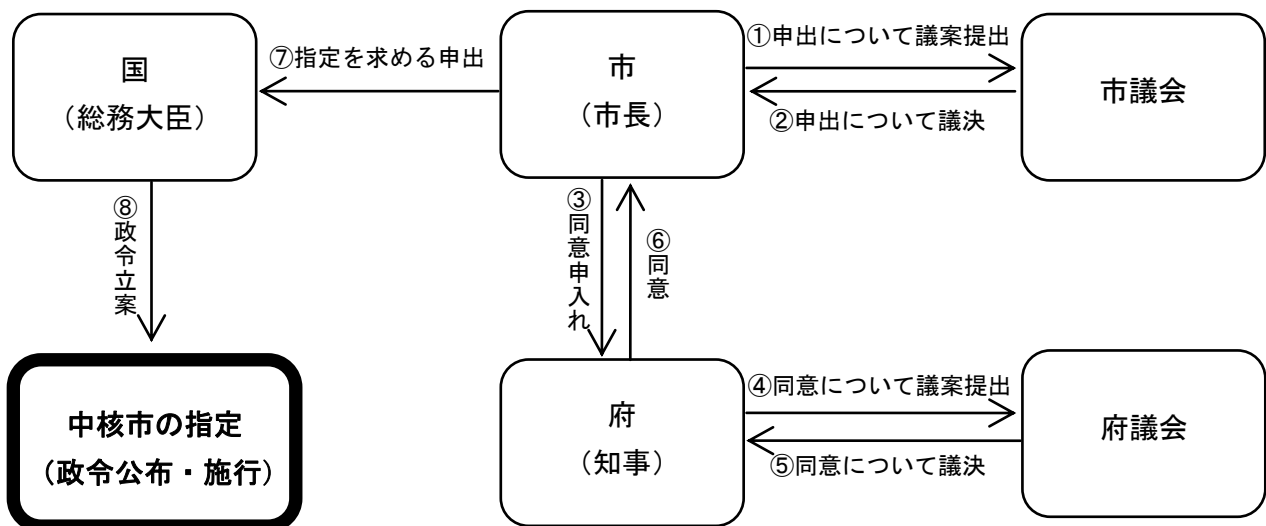 国
（総務大臣）
⑦指定を求める申出
市
（市長）
①申出について議案提出
②申出について議決
市議会
⑧政令立案
③同意申入れ
⑥同意
中核市の指定
（政令公布・施行）
府
（知事）
④同意について議案提出
⑤同意について議決
府議会